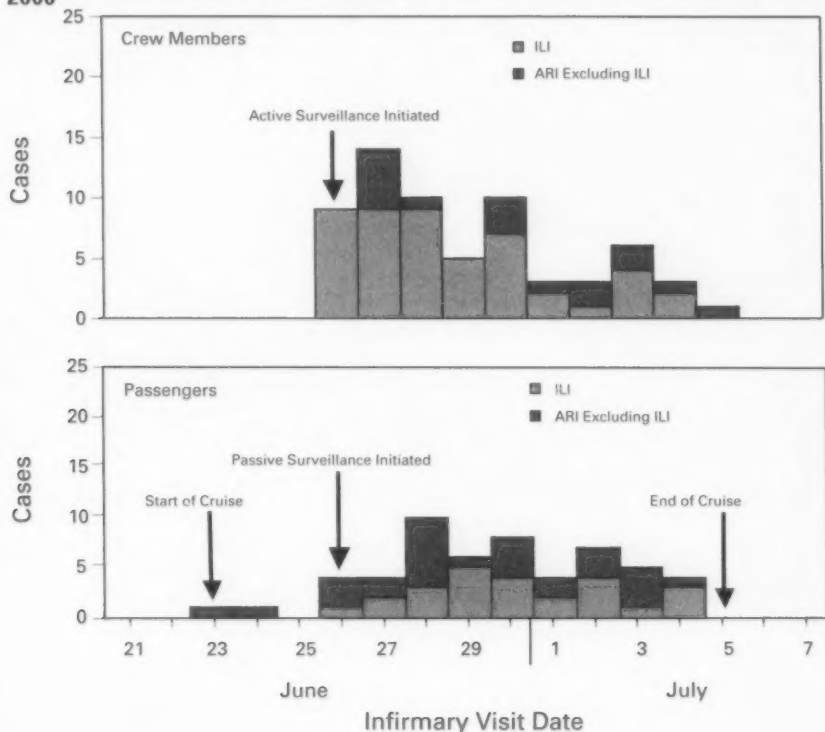 2000
25
Crew Members
ILI
20
ARI Excluding ILI
Active Surveillance Initiated
15
Cases
10
5
0
25
Passengers
ILI
20
ARI Excluding ILI
Passive Surveillance Initiated
15
Cases
Start of Cruise
End of Cruise
10
5
0
21 23 25 27 29 1 3 5 7
June July
Infirmary Visit Date